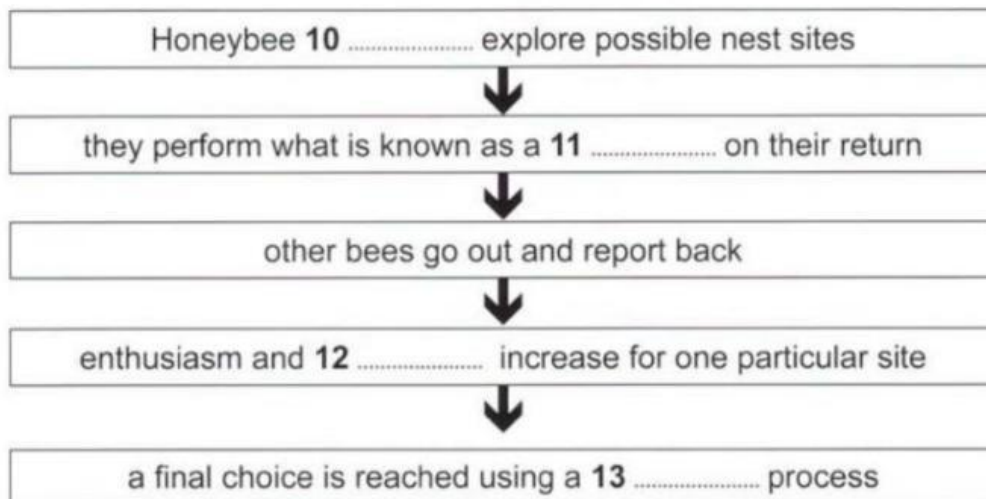 Honeybee 10 .................... explore possible nest sites
they perform what is known as a 11 .................... on their return
other bees go out and report back
enthusiasm and 12 .................... increase for one particular site
a final choice is reached using a 13 .................... process